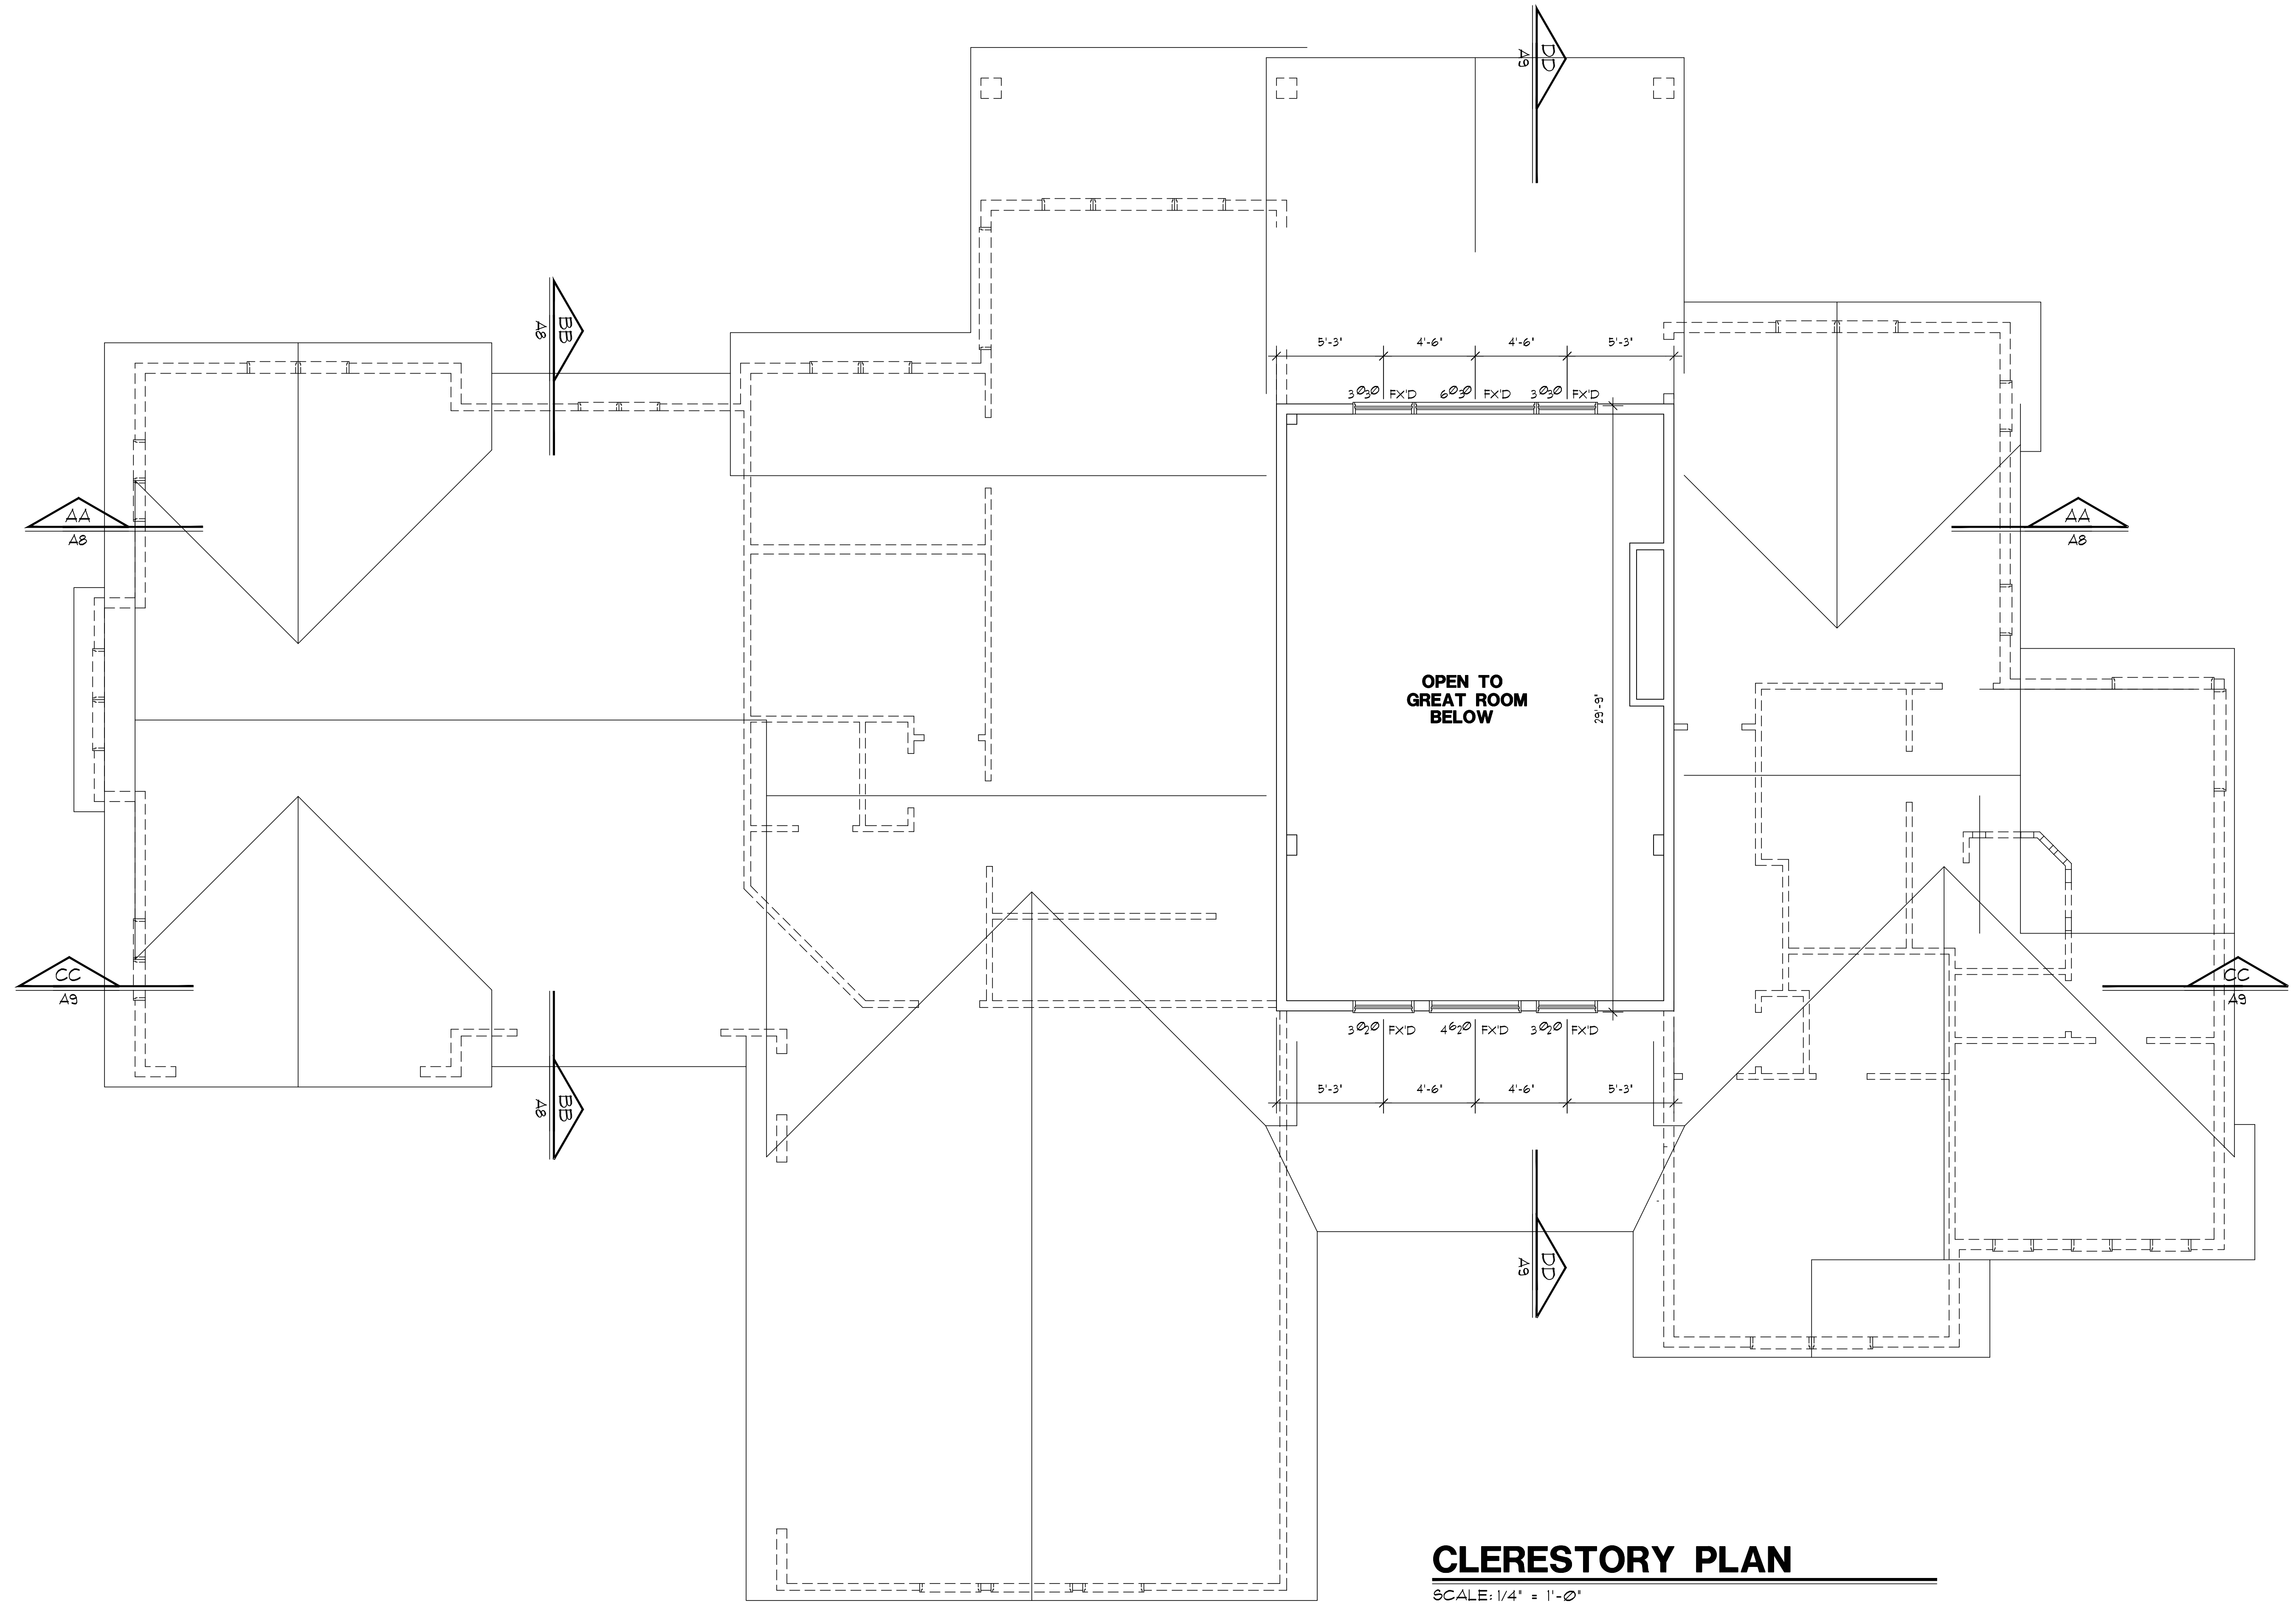 DD
A9
BB
A8
5'-3" 4'-6" 4'-6" 5'-3"
3030 FX'D 6030 FX'D 3030 FX'D
AA
A8
AA
A8
OPEN TO
GREAT ROOM
BELOW
29'-9"
CC
A9
CC
A9
3020 FX'D 4620 FX'D 3020 FX'D
5'-3" 4'-6" 4'-6" 5'-3"
BB
A8
DD
A9
CLERESTORY PLAN
SCALE: 1/4" = 1'-0"